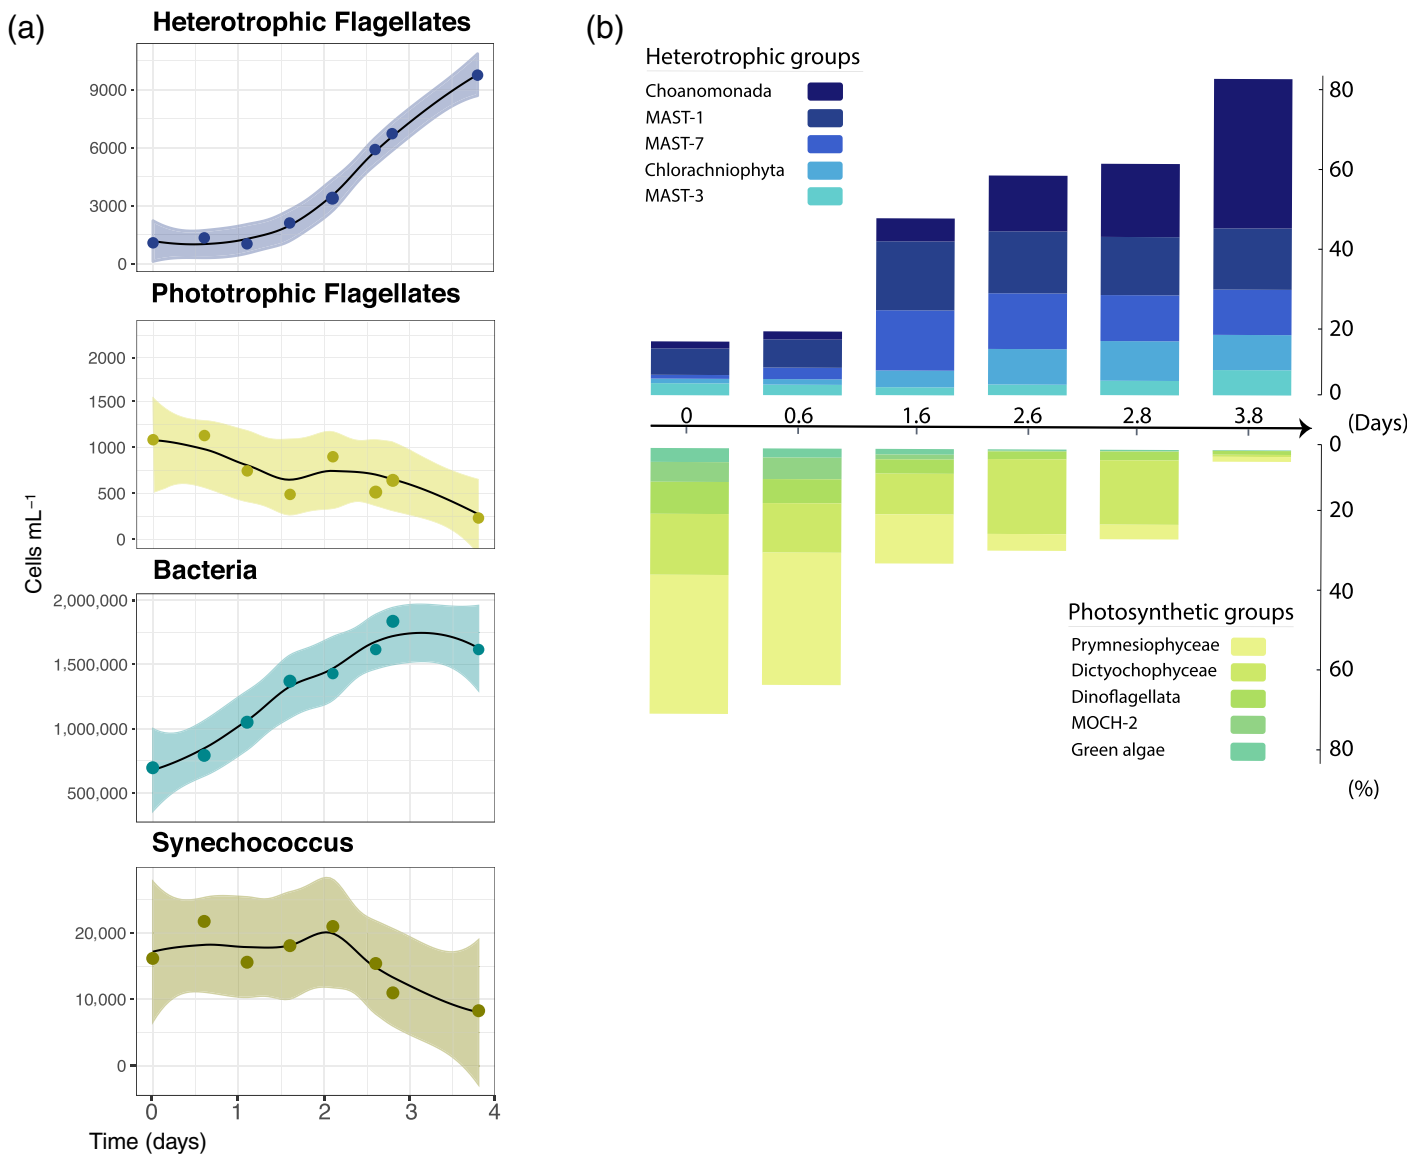 (a)
Heterotrophic Flagellates
9000
6000
3000
0
Phototrophic Flagellates
2000
1500
1000
500
0
Cells mL⁻¹
Bacteria
2,000,000
1,500,000
1,000,000
500,000
Synechococcus
20,000
10,000
0
0 1 2 3 4
Time (days)
(b)
Heterotrophic groups
Choanomonada
MAST-1
MAST-7
Chlorachniophyta
MAST-3
80
60
40
20
0
0 0.6 1.6 2.6 2.8 3.8 (Days)
0
20
40
60
80
(%)
Photosynthetic groups
Prymnesiophyceae
Dictyochophyceae
Dinoflagellata
MOCH-2
Green algae